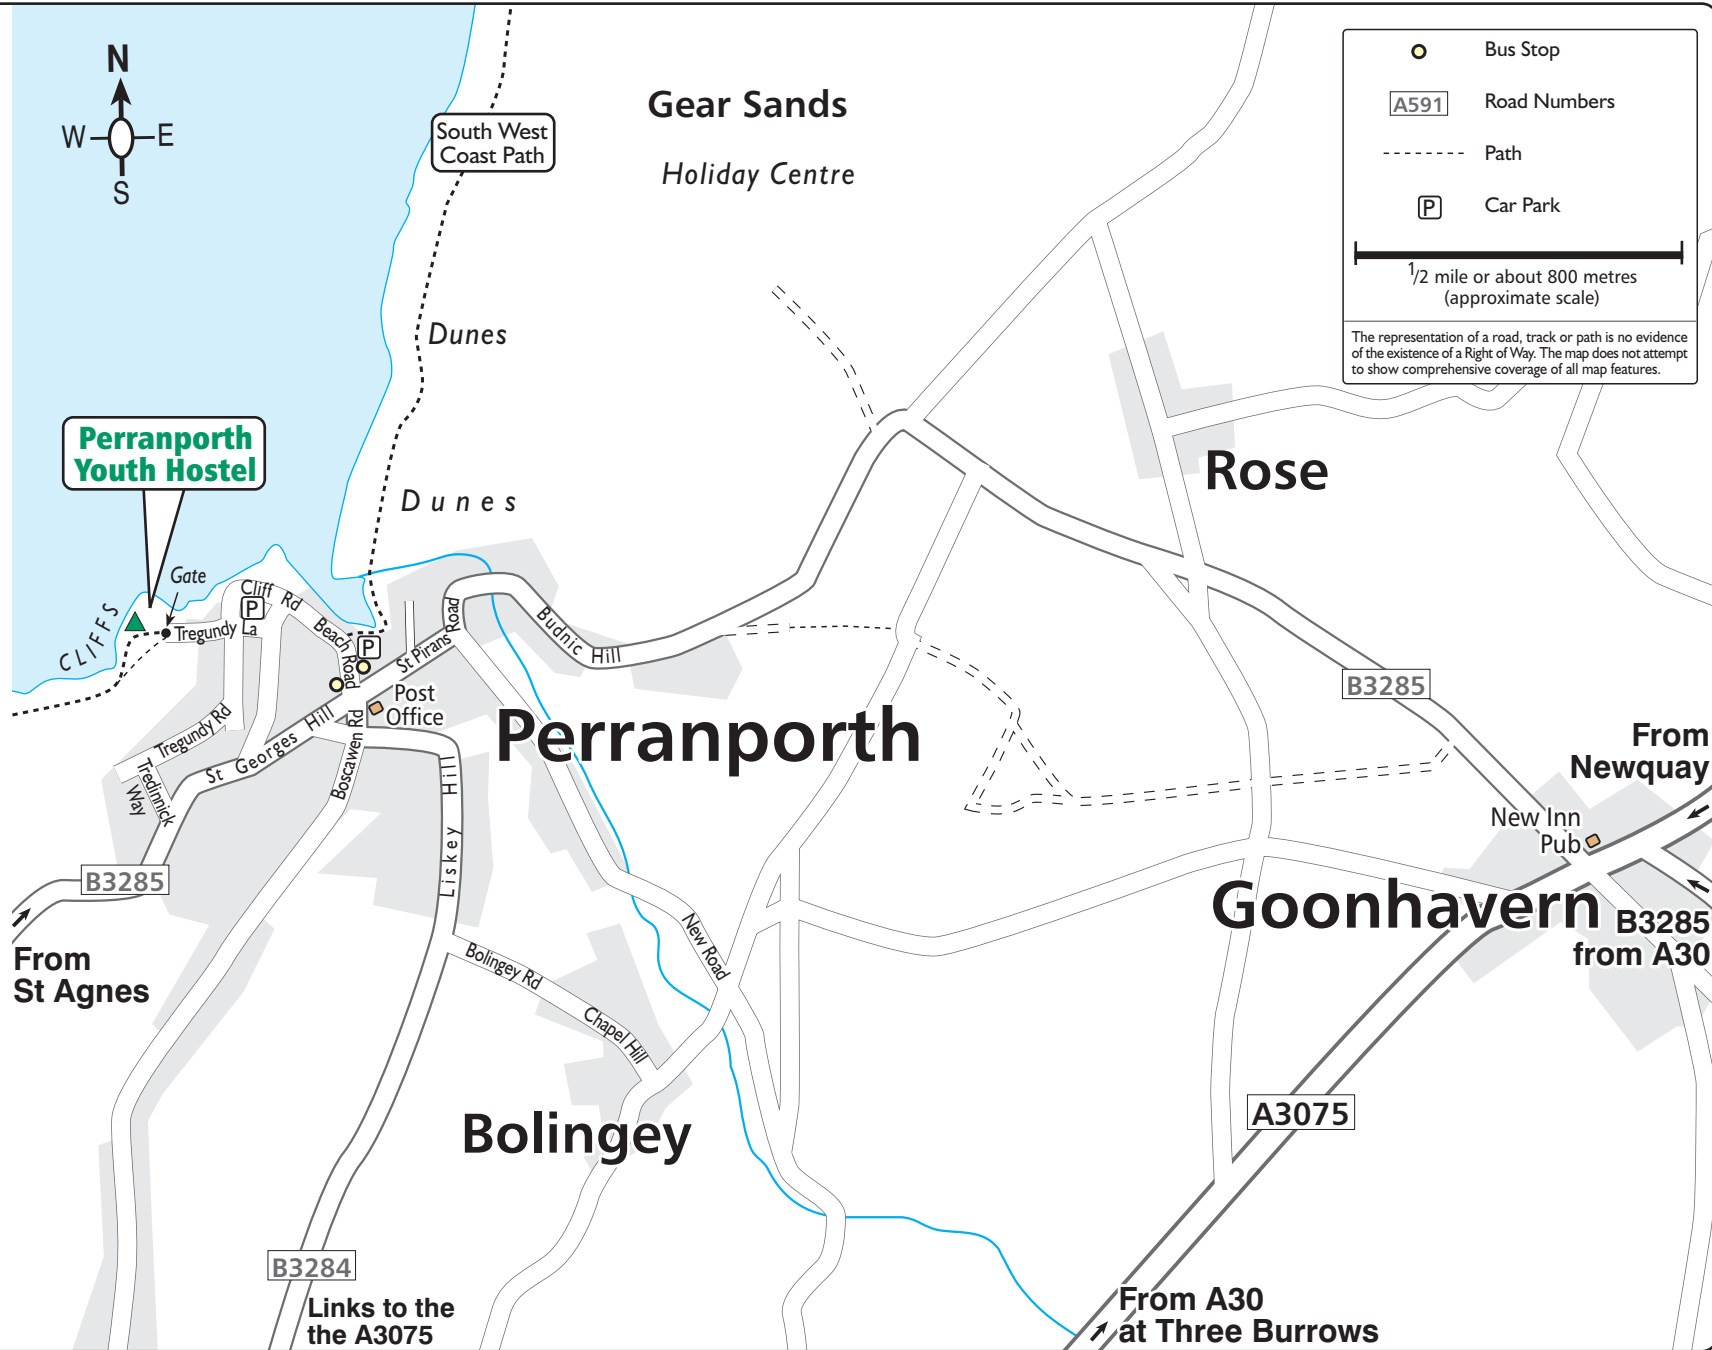 N
W
E
S
South West
Coast Path
Gear Sands
Holiday Centre
Bus Stop
A591
Road Numbers
Path
P
Car Park
1/2 mile or about 800 metres
(approximate scale)
The representation of a road, track or path is no evidence
of the existence of a Right of Way. The map does not attempt
to show comprehensive coverage of all map features.
Dunes
Perranporth
Youth Hostel
Dunes
Rose
Gate
CLIFFS
Cliff Rd
P
Tregundy La
Beach Road
P
St Pirans Road
Budnic Hill
Post
Office
B3285
Perranporth
Tregundy Rd
St Georges Hill
Boscawen Rd
Tredinnick
Way
Liskey Hill
From
Newquay
New Inn
Pub
B3285
Goonhavern
B3285
from A30
From
St Agnes
New Road
Bolingey Rd
Chapel Hill
Bolingey
A3075
B3284
Links to the
the A3075
From A30
at Three Burrows